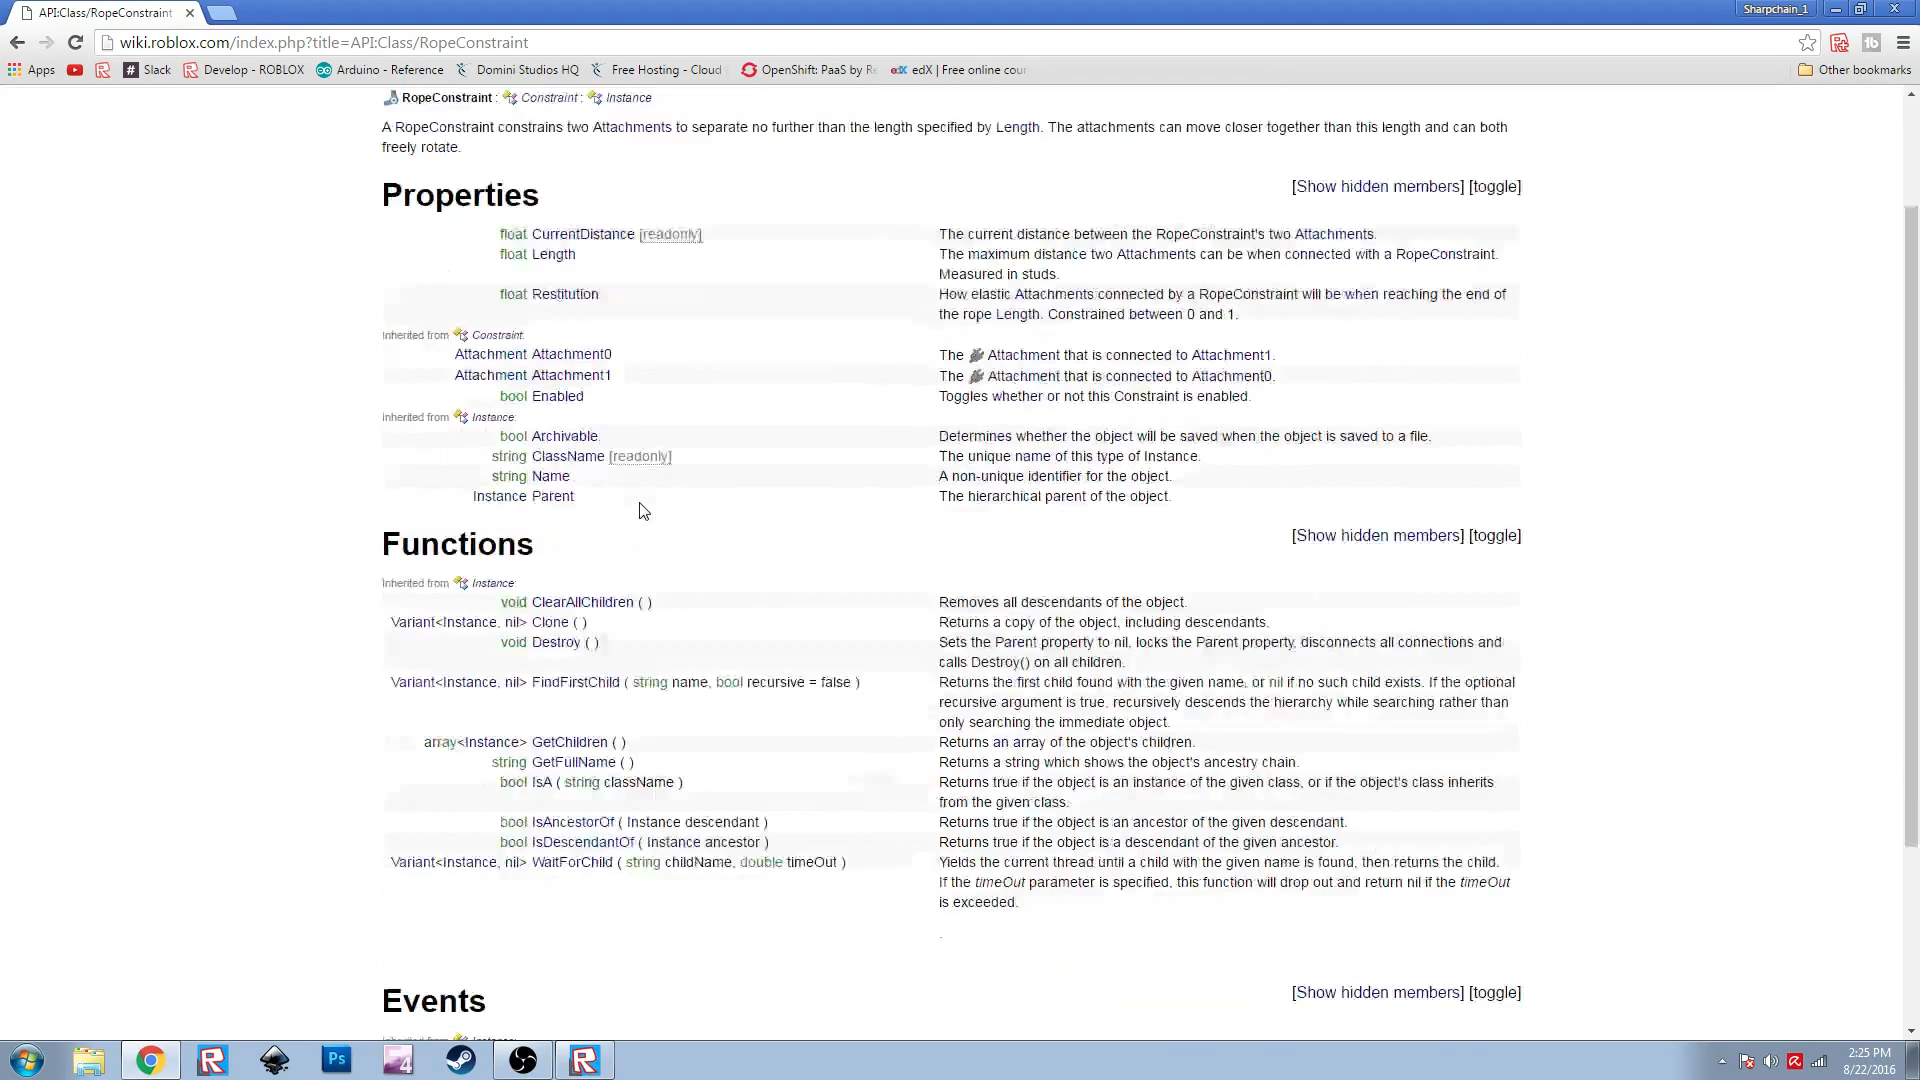 API:Class/RopeConstraint
Sharpchain_1
wiki.roblox.com/index.php?title=API:Class/RopeConstraint
Apps
Slack
Develop - ROBLOX
Arduino - Reference
Domini Studios HQ
Free Hosting - Cloud
OpenShift: PaaS by Re
edX | Free online cour
Other bookmarks
RopeConstraint : Constraint : Instance
A RopeConstraint constrains two Attachments to separate no further than the length specified by Length. The attachments can move closer together than this length and can both
freely rotate.
Properties
[Show hidden members] [toggle]
float CurrentDistance [readonly] The current distance between the RopeConstraint's two Attachments.
float Length The maximum distance two Attachments can be when connected with a RopeConstraint.
Measured in studs.
float Restitution How elastic Attachments connected by a RopeConstraint will be when reaching the end of
the rope Length. Constrained between 0 and 1.
Inherited from Constraint:
Attachment Attachment0 The Attachment that is connected to Attachment1.
Attachment Attachment1 The Attachment that is connected to Attachment0.
bool Enabled Toggles whether or not this Constraint is enabled.
Inherited from Instance:
bool Archivable Determines whether the object will be saved when the object is saved to a file.
string ClassName [readonly] The unique name of this type of Instance.
string Name A non-unique identifier for the object.
Instance Parent The hierarchical parent of the object.
Functions
[Show hidden members] [toggle]
Inherited from Instance:
void ClearAllChildren ( ) Removes all descendants of the object.
Variant<Instance, nil> Clone ( ) Returns a copy of the object, including descendants.
void Destroy ( ) Sets the Parent property to nil, locks the Parent property, disconnects all connections and
calls Destroy() on all children.
Variant<Instance, nil> FindFirstChild ( string name, bool recursive = false ) Returns the first child found with the given name, or nil if no such child exists. If the optional
recursive argument is true, recursively descends the hierarchy while searching rather than
only searching the immediate object.
array<Instance> GetChildren ( ) Returns an array of the object's children.
string GetFullName ( ) Returns a string which shows the object's ancestry chain.
bool IsA ( string className ) Returns true if the object is an instance of the given class, or if the object's class inherits
from the given class.
bool IsAncestorOf ( Instance descendant ) Returns true if the object is an ancestor of the given descendant.
bool IsDescendantOf ( Instance ancestor ) Returns true if the object is a descendant of the given ancestor.
Variant<Instance, nil> WaitForChild ( string childName, double timeOut ) Yields the current thread until a child with the given name is found, then returns the child.
If the timeOut parameter is specified, this function will drop out and return nil if the timeOut
is exceeded.
.
Events
[Show hidden members] [toggle]
Ps
4
2:25 PM
8/22/2016